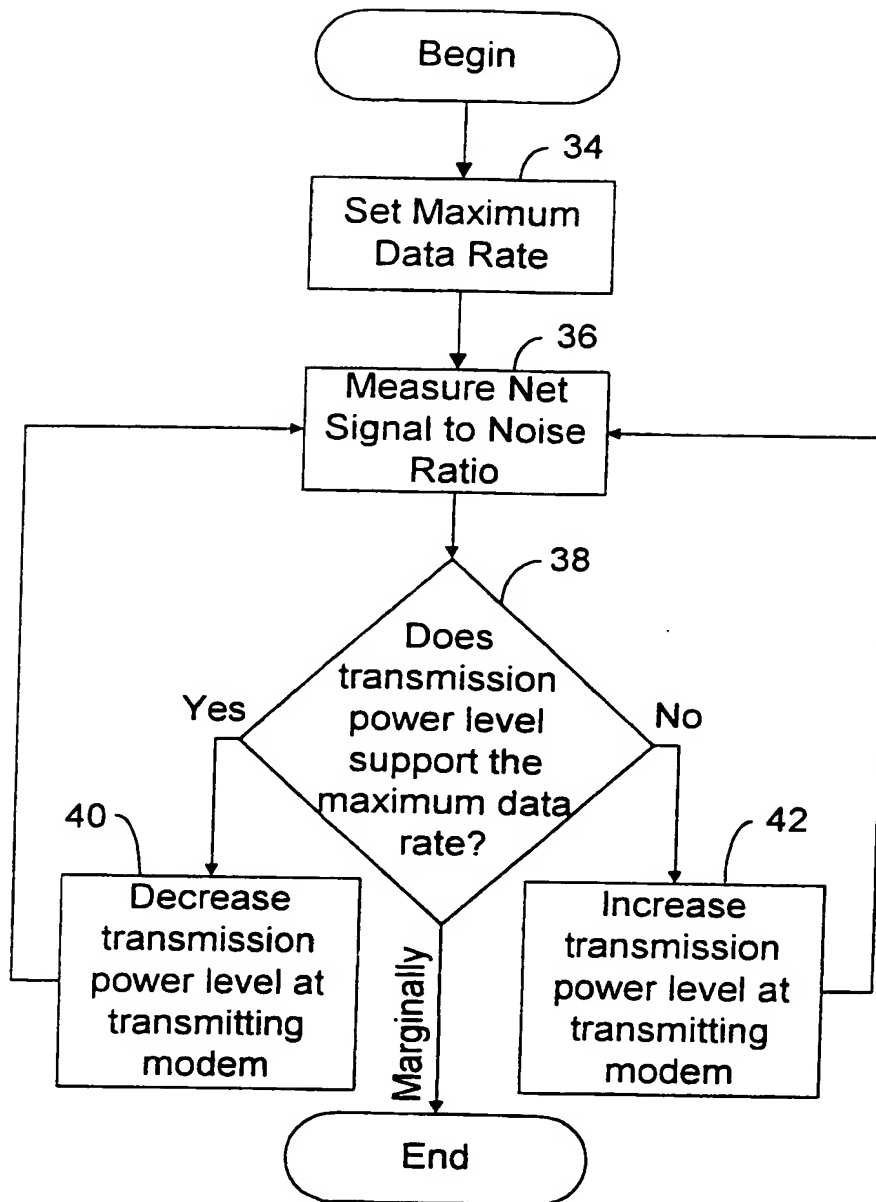 Begin
34
Set Maximum
Data Rate
36
Measure Net
Signal to Noise
Ratio
38
Does
transmission
power level
support the
maximum data
rate?
Yes
No
40
Decrease
transmission
power level at
transmitting
modem
42
Increase
transmission
power level at
transmitting
modem
Marginally
End